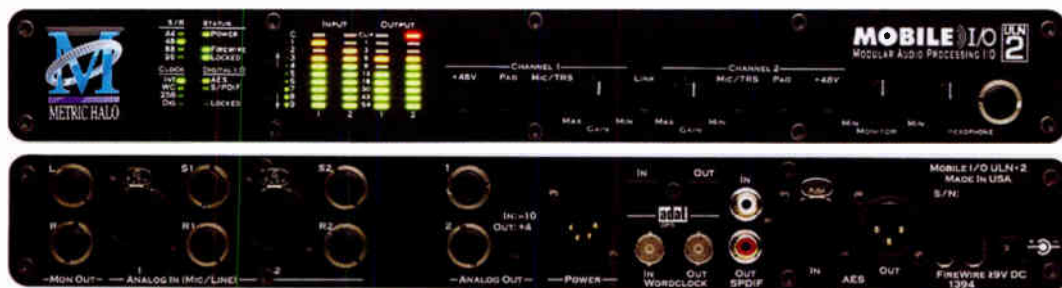 S/R STATUS INPUT OUTPUT
44 POWER
48
88 FIREWIRE
96 LOCKED
CLOCK DIGITAL I/O
INT AES
WC S/PDIF
256
DIG LOCKED
1 2 1 2
METRIC HALO
CHANNEL 1 CHANNEL 2
+48V PAD MIC/TRS LINK MIC/TRS PAD +48V
MAX GAIN MIN MAX GAIN MIN MIN MONITOR MIN
MOBILE I/O ULN 2
MODULAR AUDIO PROCESSING I/O
L S1 S2 1 IN OUT IN
R R1 R2 2
IN:-10
OUT:+4
adat
MOBILE I/O ULN-2
MADE IN USA
S/N:
PUSH
MON OUT 1 ANALOG IN (MIC/LINE) 2 ANALOG OUT POWER
IN OUT
WORDCLOCK
OUT
SPDIF
IN AES OUT
FIREWIRE
1394
9V DC